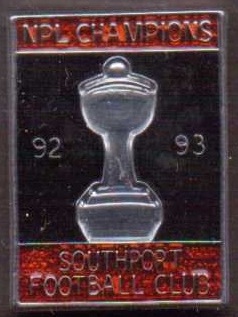 NPL CHAMPIONS
92 93
SOUTHPORT
FOOTBALL CLUB